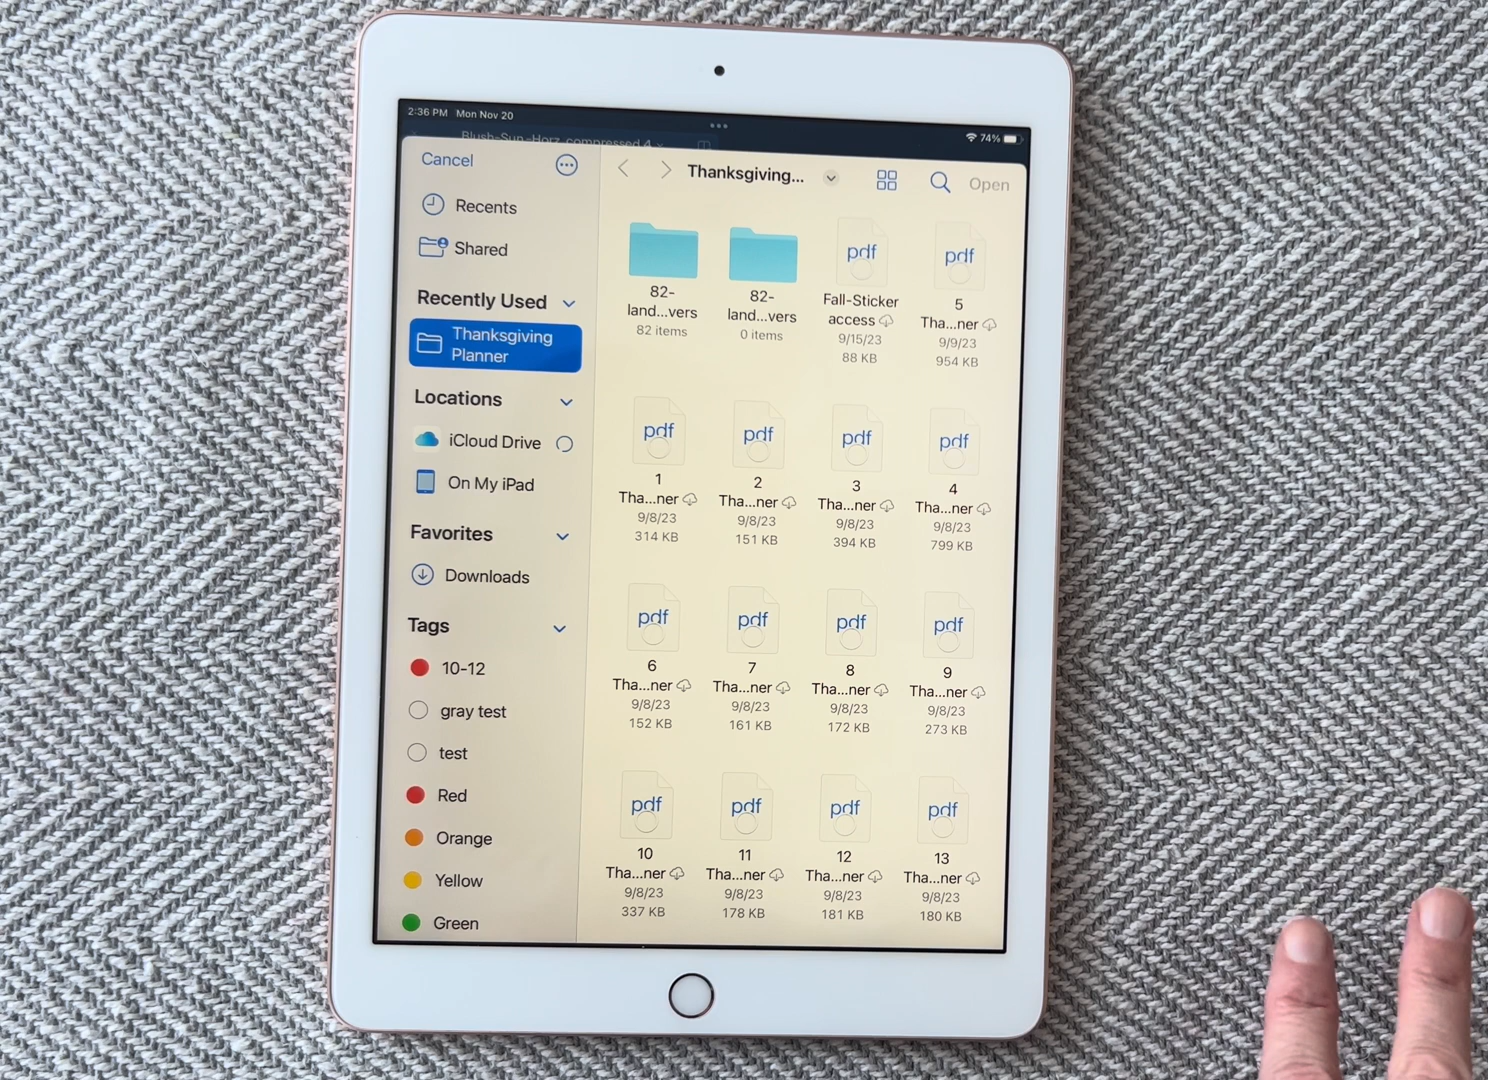 2:36 PM Mon Nov 20
74%
Blush-Sun-Horz compressed 4
Cancel
Thanksgiving...
Open
Recents
Shared
Recently Used
Thanksgiving
Planner
Locations
iCloud Drive
On My iPad
Favorites
Downloads
Tags
10-12
gray test
test
Red
Orange
Yellow
Green
82-
land...vers
82 items
82-
land...vers
0 items
pdf
Fall-Sticker
access
9/15/23
88 KB
pdf
5
Tha...ner
9/9/23
954 KB
pdf
1
Tha...ner
9/8/23
314 KB
pdf
2
Tha...ner
9/8/23
151 KB
pdf
3
Tha...ner
9/8/23
394 KB
pdf
4
Tha...ner
9/8/23
799 KB
pdf
6
Tha...ner
9/8/23
152 KB
pdf
7
Tha...ner
9/8/23
161 KB
pdf
8
Tha...ner
9/8/23
172 KB
pdf
9
Tha...ner
9/8/23
273 KB
pdf
10
Tha...ner
9/8/23
337 KB
pdf
11
Tha...ner
9/8/23
178 KB
pdf
12
Tha...ner
9/8/23
181 KB
pdf
13
Tha...ner
9/8/23
180 KB